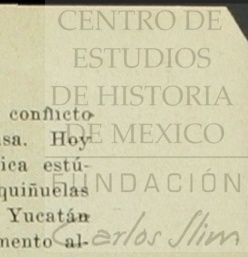 CENTRO DE
ESTUDIOS
DE HISTORIA
DE MEXICO
FUNDACIÓN
Carlos Slim
conflicto
sa. Hoy
ica estú-
quiñuelas
Yucatán
mento al-